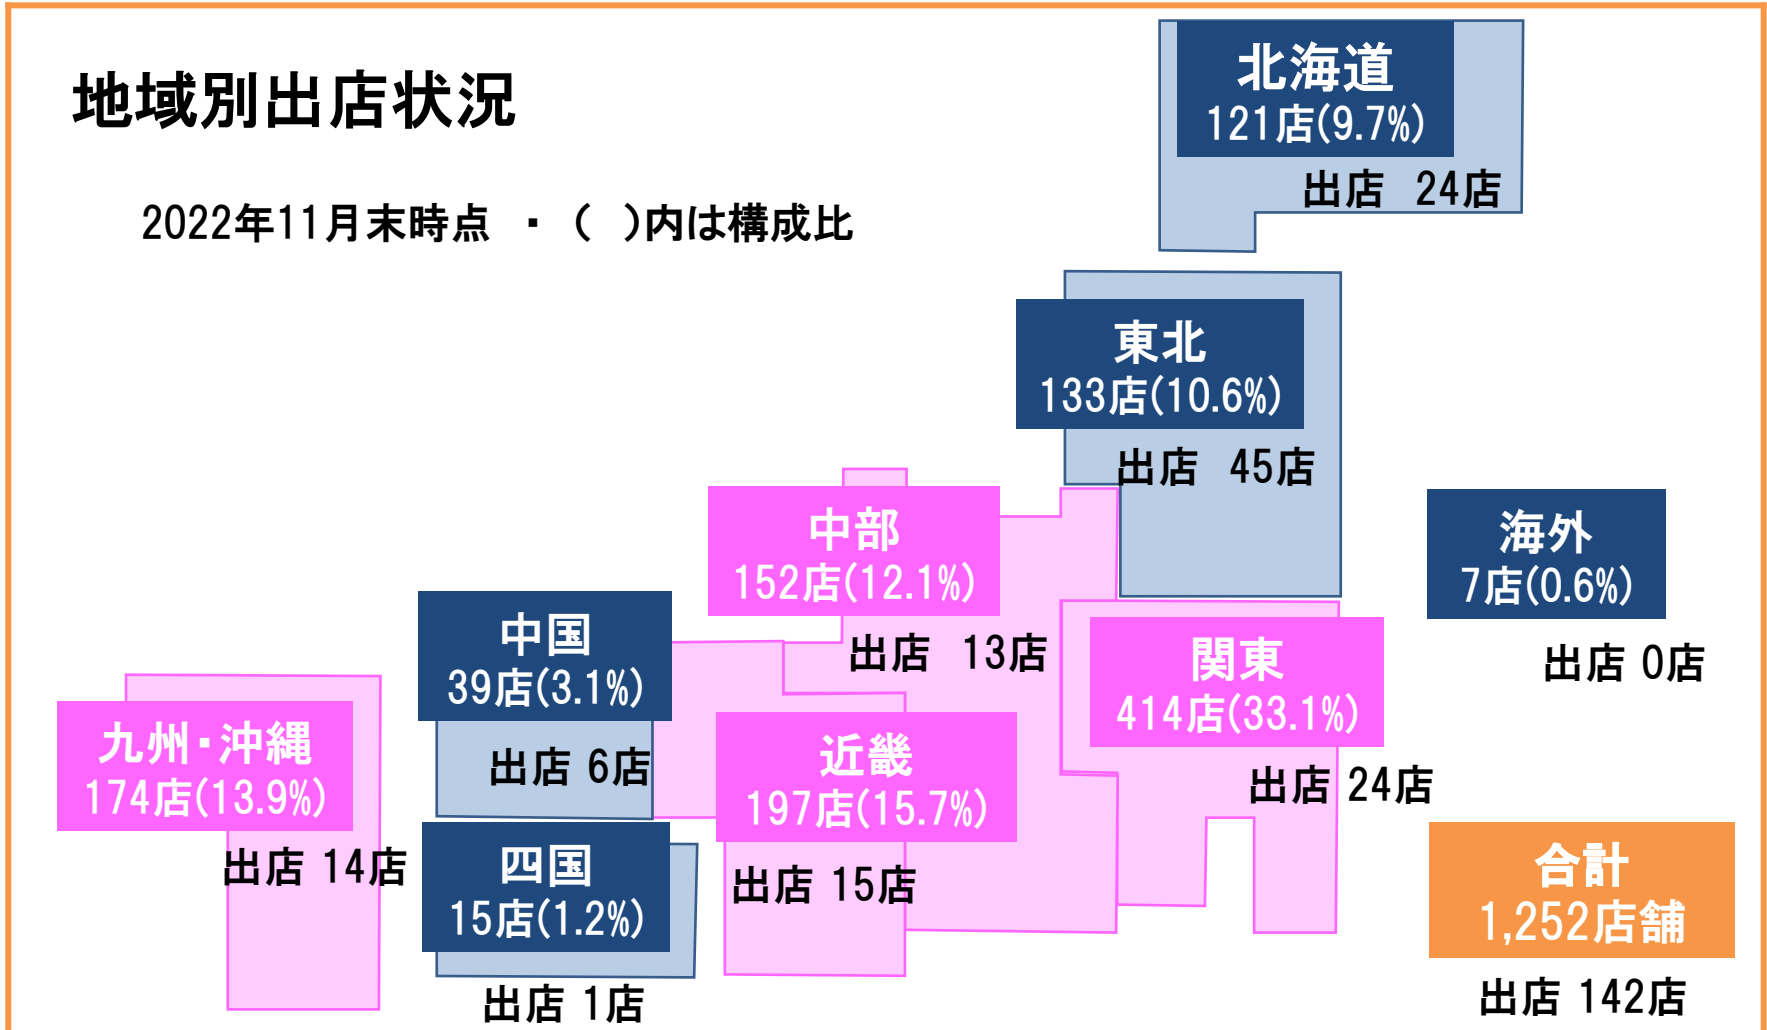 地域別出店状況
2022年11月末時点 ・ ( )内は構成比
北海道
121店(9.7%)
出店 24店
東北
133店(10.6%)
出店 45店
中部
152店(12.1%)
出店 13店
海外
7店(0.6%)
出店 0店
中国
39店(3.1%)
出店 6店
関東
414店(33.1%)
出店 24店
九州・沖縄
174店(13.9%)
出店 14店
近畿
197店(15.7%)
出店 15店
四国
15店(1.2%)
出店 1店
合計
1,252店舗
出店 142店